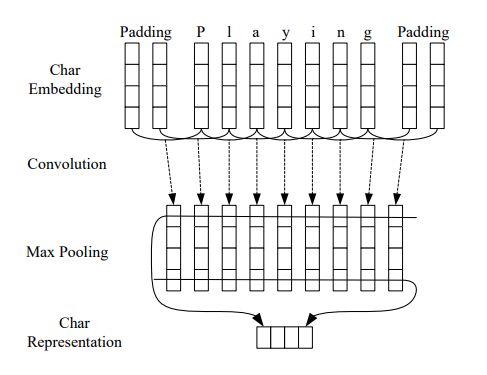 Padding P l a y i n g Padding
Char
Embedding
Convolution
Max Pooling
Char
Representation